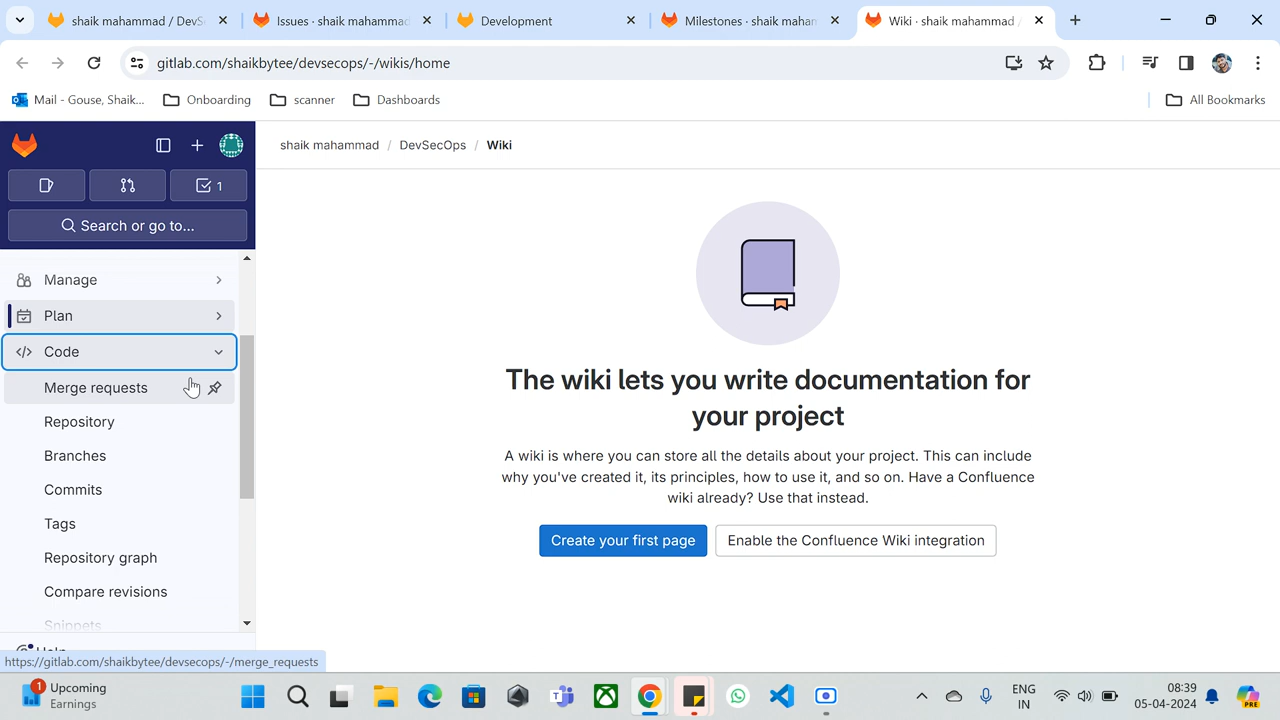 shaik mahammad / DevS
Issues · shaik mahammad
Development
Milestones · shaik maham
Wiki · shaik mahammad /
gitlab.com/shaikbytee/devsecops/-/wikis/home
Mail - Gouse, Shaik...
Onboarding
scanner
Dashboards
All Bookmarks
1
Search or go to...
shaik mahammad / DevSecOps / Wiki
Manage
Plan
Code
Merge requests
Repository
Branches
Commits
Tags
Repository graph
Compare revisions
Snippets
Help
The wiki lets you write documentation for
your project
A wiki is where you can store all the details about your project. This can include
why you've created it, its principles, how to use it, and so on. Have a Confluence
wiki already? Use that instead.
Create your first page
Enable the Confluence Wiki integration
https://gitlab.com/shaikbytee/devsecops/-/merge_requests
1
Upcoming
Earnings
ENG
IN
08:39
05-04-2024
PRE